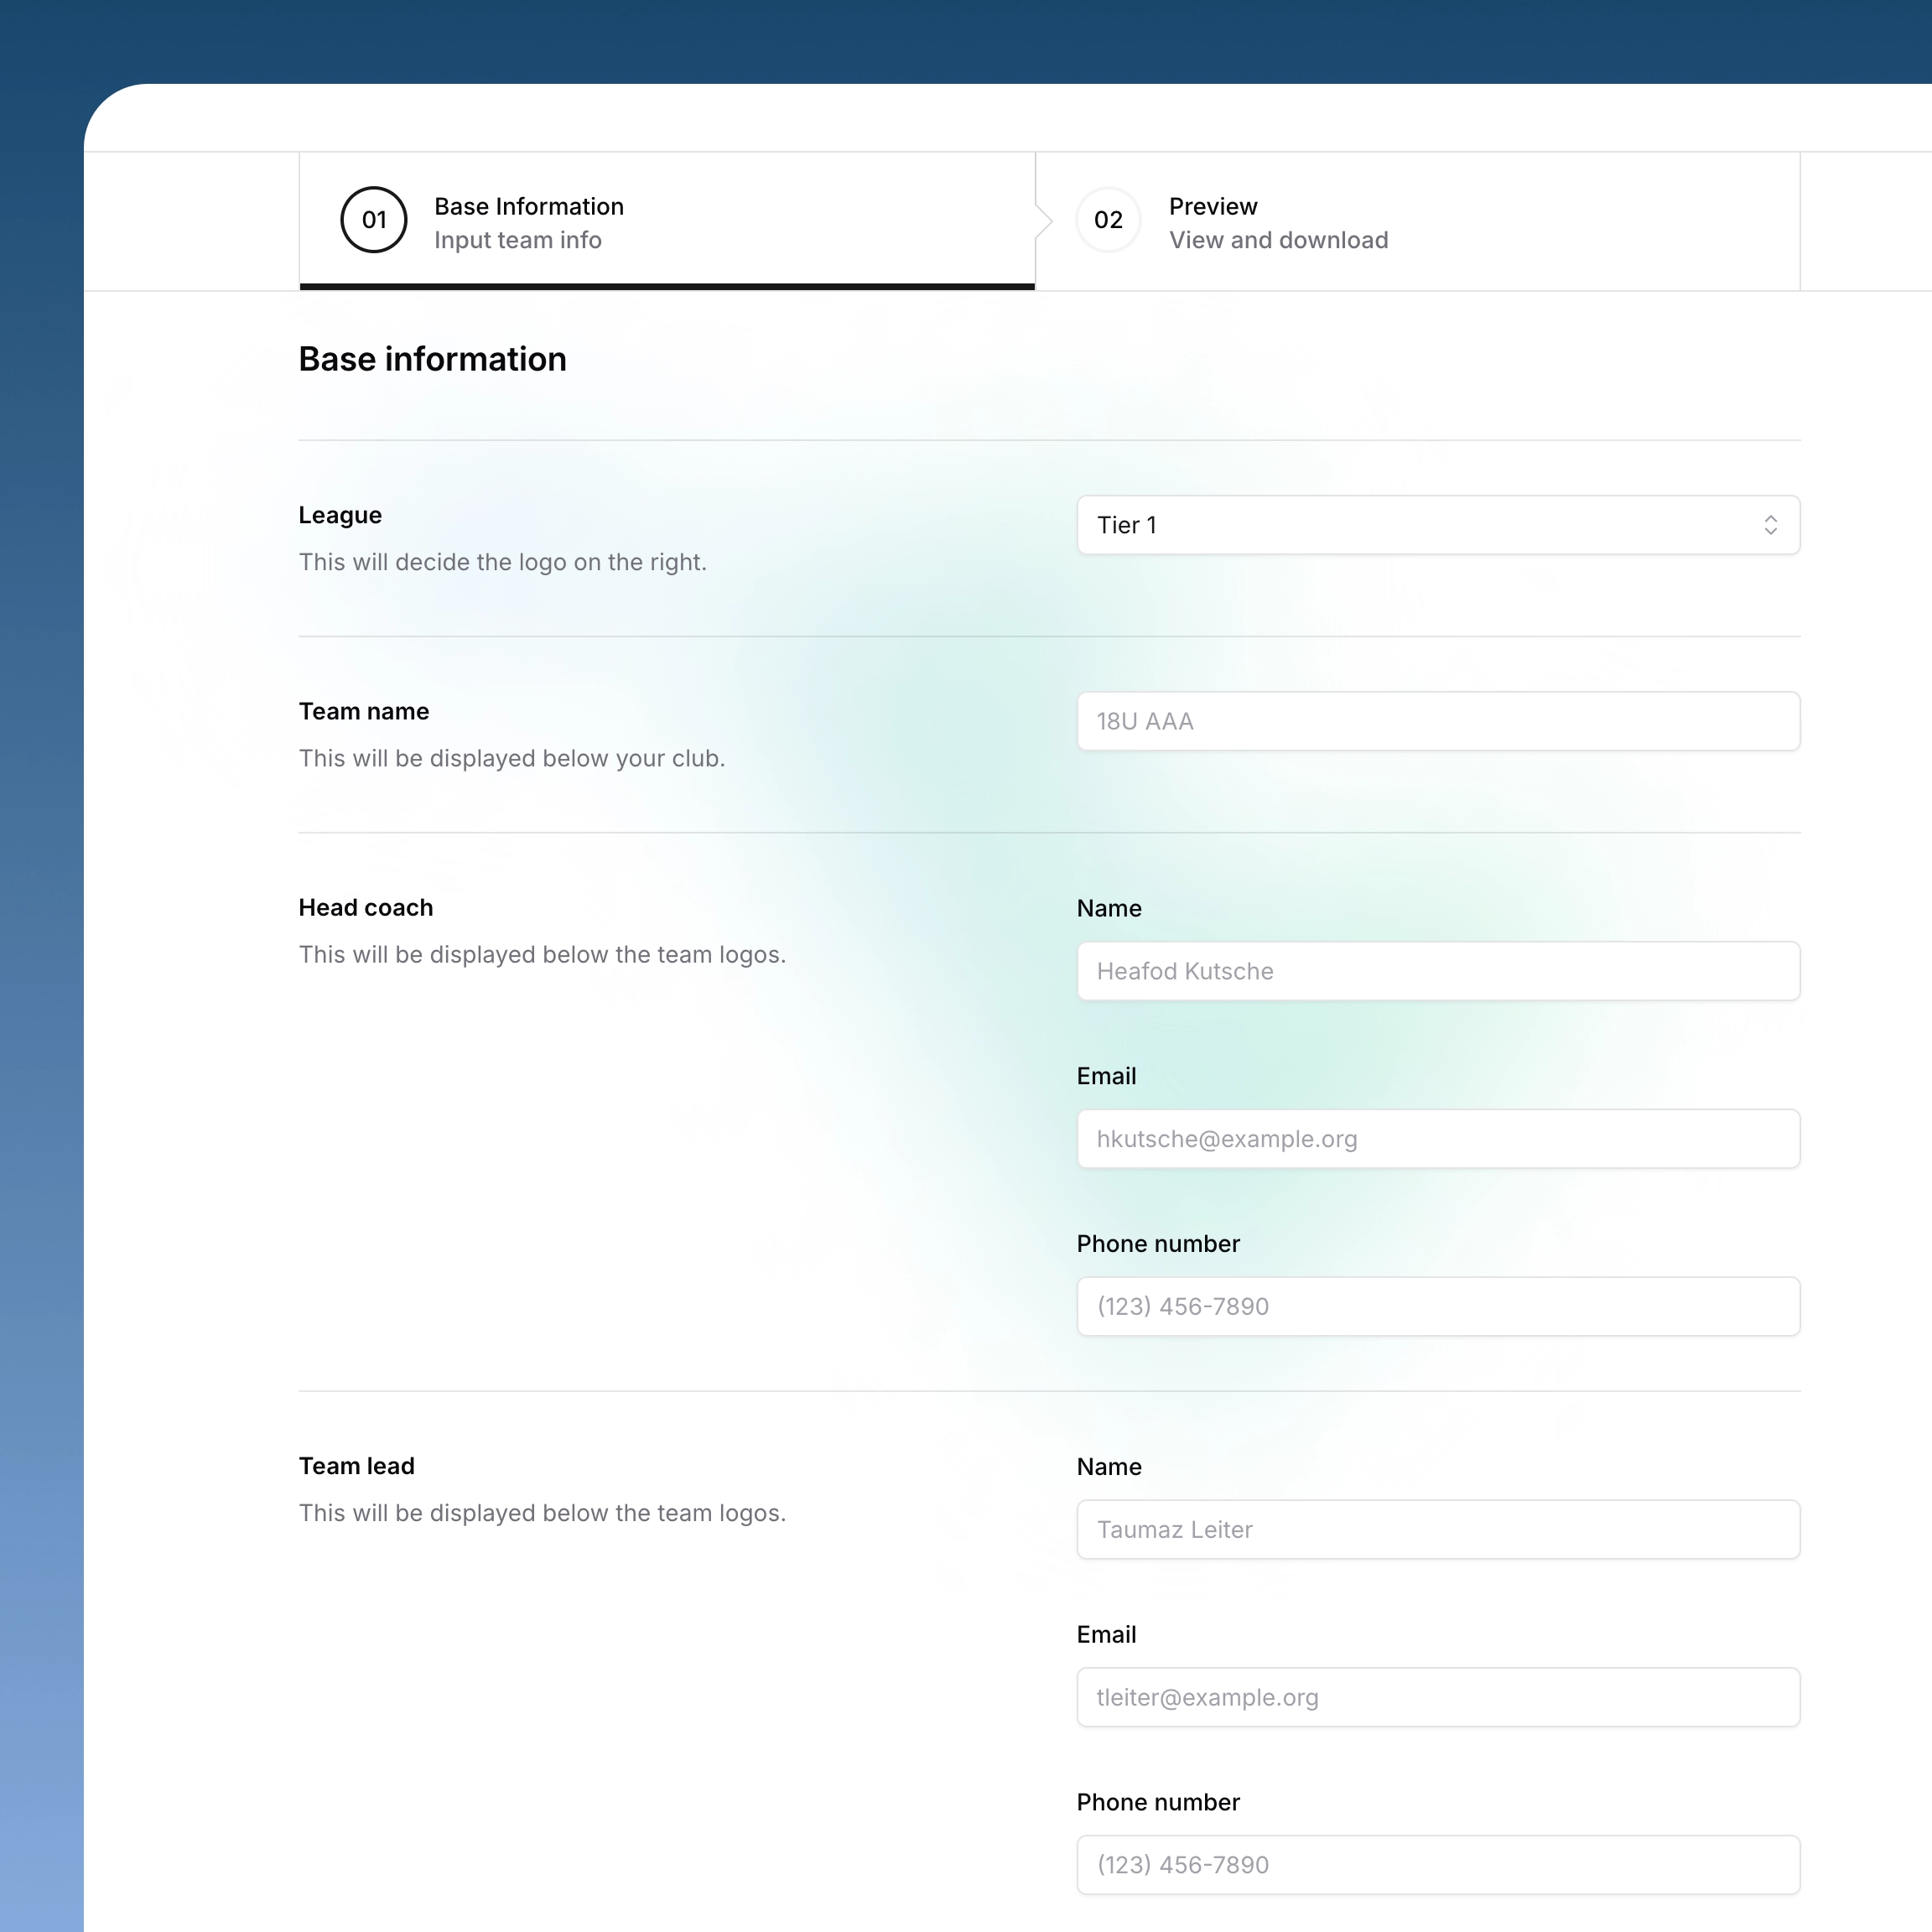 01
Base Information
Input team info
02
Preview
View and download
Base information
League
This will decide the logo on the right.
Tier 1
Team name
This will be displayed below your club.
18U AAA
Head coach
This will be displayed below the team logos.
Name
Heafod Kutsche
Email
hkutsche@example.org
Phone number
(123) 456-7890
Team lead
This will be displayed below the team logos.
Name
Taumaz Leiter
Email
tleiter@example.org
Phone number
(123) 456-7890